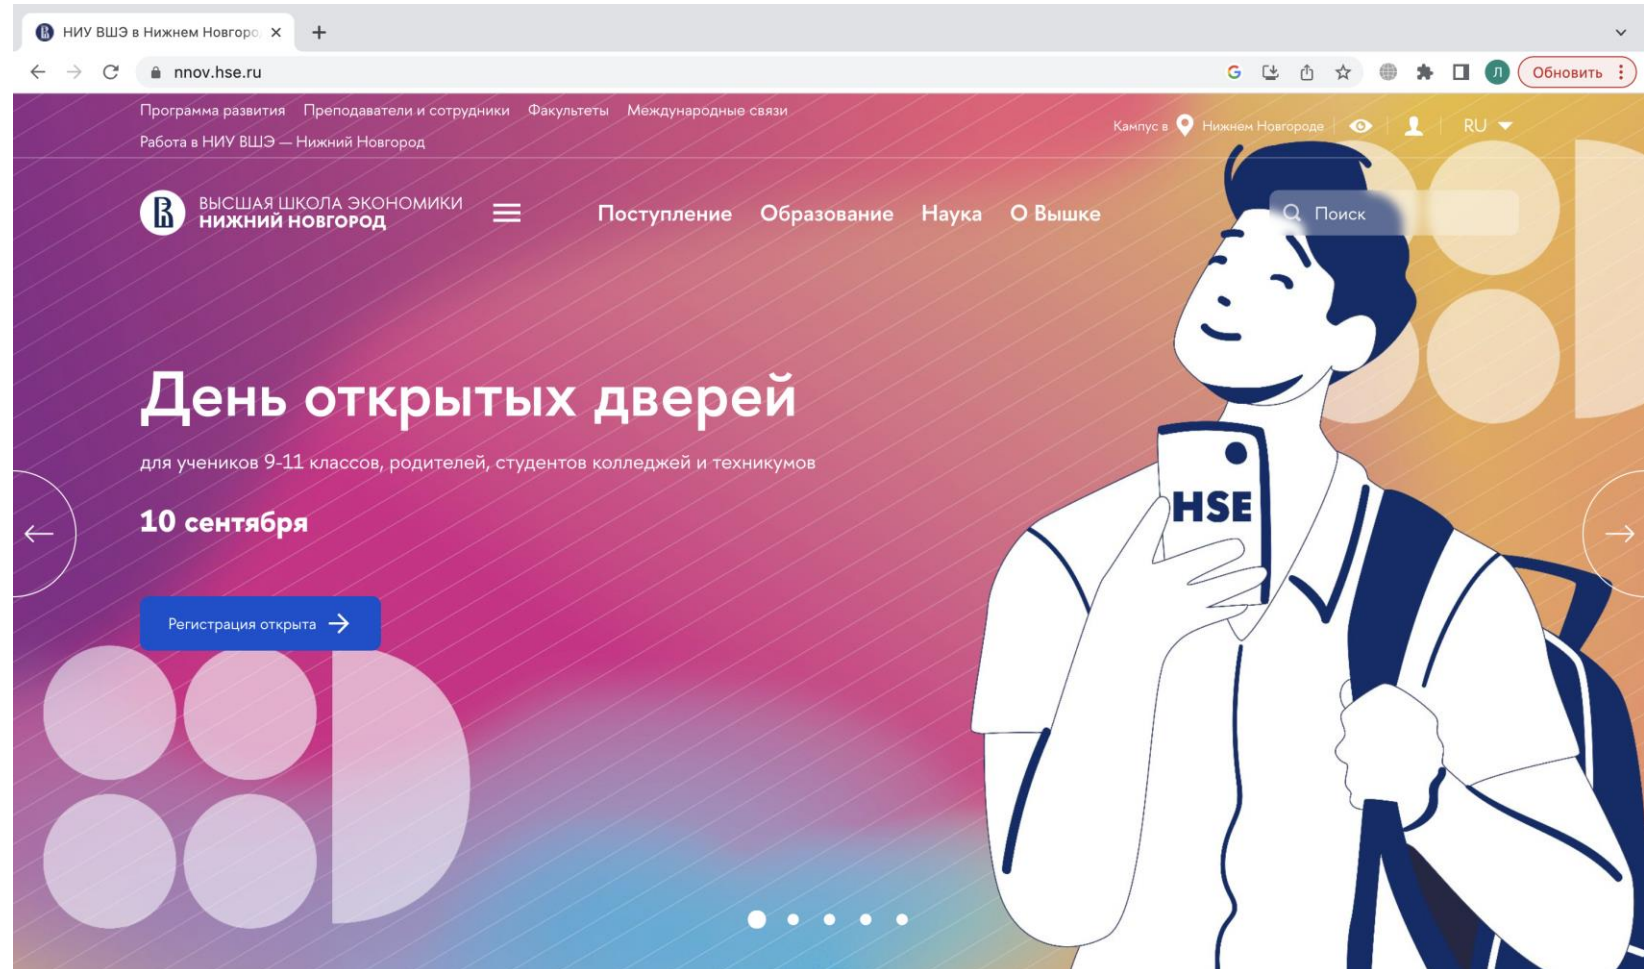 НИУ ВШЭ в Нижнем Новгоро
nnov.hse.ru
Л
Обновить
Программа развития Преподаватели и сотрудники Факультеты Международные связи
Работа в НИУ ВШЭ — Нижний Новгород
Кампус в Нижнем Новгороде
RU
ВЫСШАЯ ШКОЛА ЭКОНОМИКИ
НИЖНИЙ НОВГОРОД
Поступление Образование Наука О Вышке
Поиск
День открытых дверей
для учеников 9-11 классов, родителей, студентов колледжей и техникумов
10 сентября
HSE
Регистрация открыта